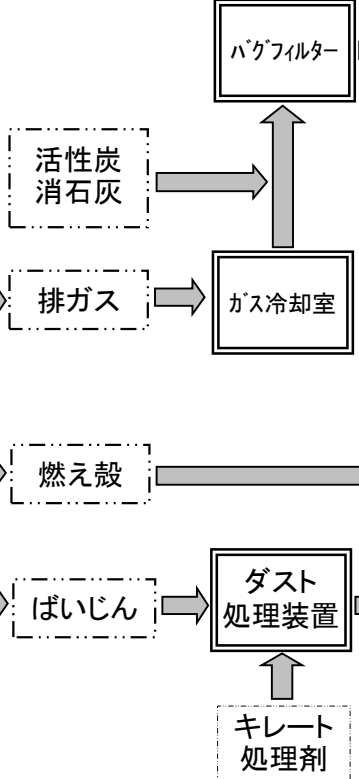 ﾊﾞｸﾞﾌｨﾙﾀｰ
活性炭
消石灰
排ガス
ｶﾞｽ冷却室
燃え殻
ばいじん
ダスト
処理装置
キレート
処理剤